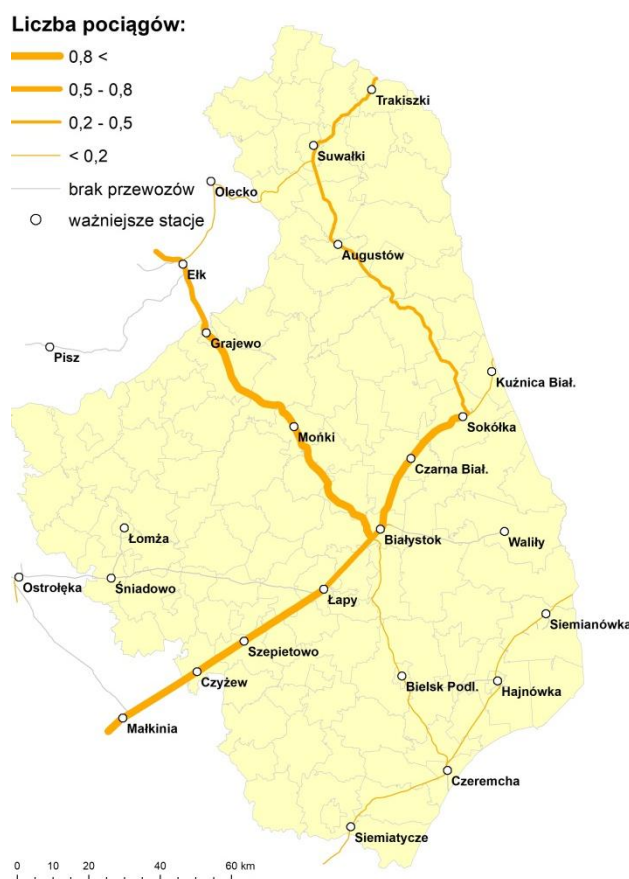 Liczba pociągów:
0,8 <
0,5 - 0,8
0,2 - 0,5
< 0,2
brak przewozów
ważniejsze stacje
Trakiszki
Suwałki
Olecko
Augustów
Ełk
Grajewo
Pisz
Kuźnica Biał.
Sokółka
Mońki
Czarna Biał.
Białystok
Waliły
Łomża
Ostrołęka
Śniadowo
Łapy
Siemianówka
Szepietowo
Czyżew
Bielsk Podl.
Hajnówka
Małkinia
Czeremcha
Siemiatycze
0 10 20 40 60 km